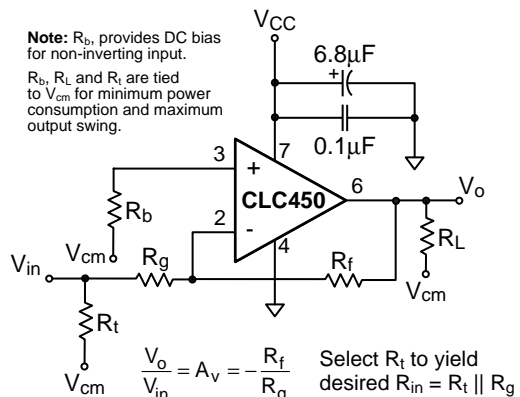 Note: Rb, provides DC bias
for non-inverting input.
Rb, RL and Rt are tied
to Vcm for minimum power
consumption and maximum
output swing.
VCC
6.8µF
+
0.1µF
3
7
+
CLC450
6
Vo
2
-
4
Rb
Vcm
RL
Vcm
Vin
Rg
Rf
Rt
Vcm
Vo/Vin = Av = -Rf/Rg
Select Rt to yield
desired Rin = Rt || Rg